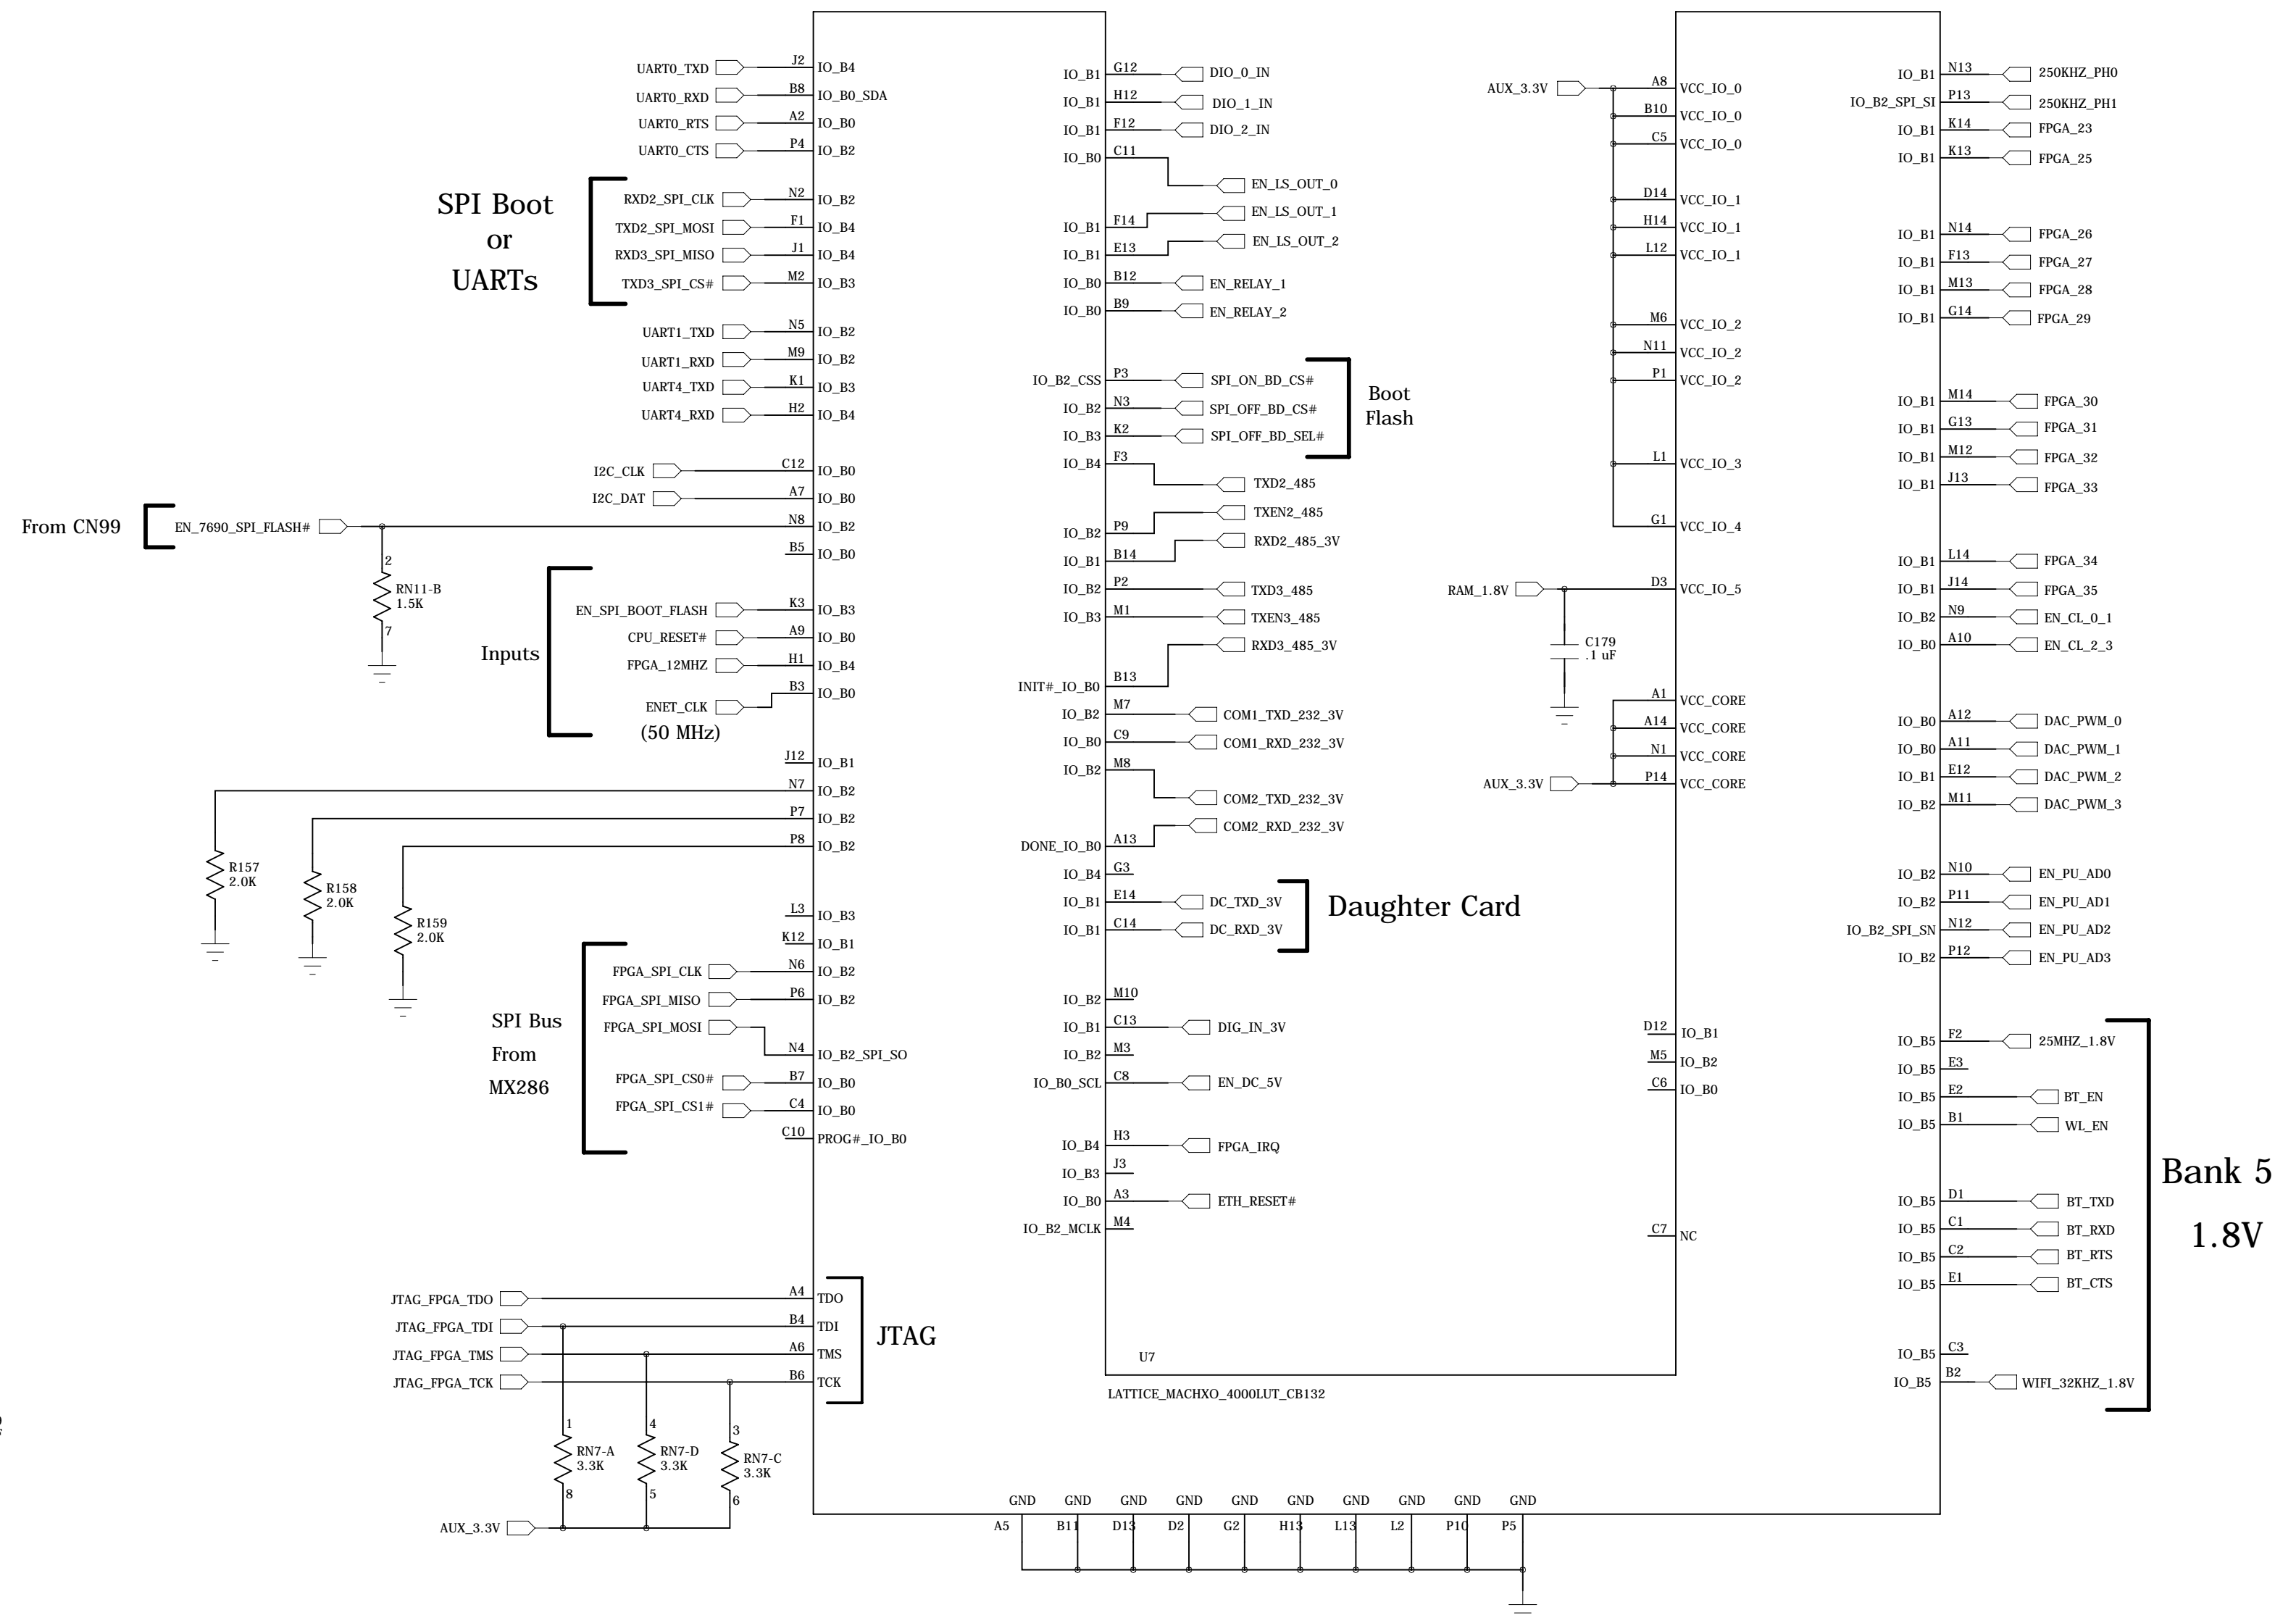 UART0_TXD J2 IO_B4
UART0_RXD B8 IO_B0_SDA
UART0_RTS A2 IO_B0
UART0_CTS P4 IO_B2
SPI Boot
or
UARTs
RXD2_SPI_CLK N2 IO_B2
TXD2_SPI_MOSI F1 IO_B4
RXD3_SPI_MISO J1 IO_B4
TXD3_SPI_CS# M2 IO_B3
UART1_TXD N5 IO_B2
UART1_RXD M9 IO_B2
UART4_TXD K1 IO_B3
UART4_RXD H2 IO_B4
I2C_CLK C12 IO_B0
I2C_DAT A7 IO_B0
From CN99
EN_7690_SPI_FLASH# N8 IO_B2
B5 IO_B0
2
RN11-B
1.5K
7
Inputs
EN_SPI_BOOT_FLASH K3 IO_B3
CPU_RESET# A9 IO_B0
FPGA_12MHZ H1 IO_B4
ENET_CLK B3 IO_B0
(50 MHz)
J12 IO_B1
N7 IO_B2
P7 IO_B2
P8 IO_B2
R157
2.0K
R158
2.0K
R159
2.0K
L3 IO_B3
K12 IO_B1
SPI Bus
From
MX286
FPGA_SPI_CLK N6 IO_B2
FPGA_SPI_MISO P6 IO_B2
FPGA_SPI_MOSI N4 IO_B2_SPI_SO
FPGA_SPI_CS0# B7 IO_B0
FPGA_SPI_CS1# C4 IO_B0
C10 PROG#_IO_B0
JTAG_FPGA_TDO A4 TDO
JTAG_FPGA_TDI B4 TDI
JTAG_FPGA_TMS A6 TMS
JTAG_FPGA_TCK B6 TCK
JTAG
1
RN7-A
3.3K
8
4
RN7-D
3.3K
5
3
RN7-C
3.3K
6
AUX_3.3V
IO_B1 G12 DIO_0_IN
IO_B1 H12 DIO_1_IN
IO_B1 F12 DIO_2_IN
IO_B0 C11 EN_LS_OUT_0
IO_B1 F14 EN_LS_OUT_1
IO_B1 E13 EN_LS_OUT_2
IO_B0 B12 EN_RELAY_1
IO_B0 B9 EN_RELAY_2
IO_B2_CSS P3 SPI_ON_BD_CS#
IO_B2 N3 SPI_OFF_BD_CS#
IO_B3 K2 SPI_OFF_BD_SEL#
Boot
Flash
IO_B4 F3 TXD2_485
IO_B2 P9 TXEN2_485
IO_B1 B14 RXD2_485_3V
IO_B2 P2 TXD3_485
IO_B3 M1 TXEN3_485
INIT#_IO_B0 B13 RXD3_485_3V
IO_B2 M7 COM1_TXD_232_3V
IO_B0 C9 COM1_RXD_232_3V
IO_B2 M8 COM2_TXD_232_3V
DONE_IO_B0 A13 COM2_RXD_232_3V
IO_B4 G3
IO_B1 E14 DC_TXD_3V
IO_B1 C14 DC_RXD_3V
Daughter Card
IO_B2 M10
IO_B1 C13 DIG_IN_3V
IO_B2 M3
IO_B0_SCL C8 EN_DC_5V
IO_B4 H3 FPGA_IRQ
IO_B3 J3
IO_B0 A3 ETH_RESET#
IO_B2_MCLK M4
U7
LATTICE_MACHXO_4000LUT_CB132
GND GND GND GND GND GND GND GND GND GND
A5 B11 D13 D2 G2 H13 L13 L2 P10 P5
AUX_3.3V A8 VCC_IO_0
B10 VCC_IO_0
C5 VCC_IO_0
D14 VCC_IO_1
H14 VCC_IO_1
L12 VCC_IO_1
M6 VCC_IO_2
N11 VCC_IO_2
P1 VCC_IO_2
L1 VCC_IO_3
G1 VCC_IO_4
RAM_1.8V D3 VCC_IO_5
C179
.1 uF
A1 VCC_CORE
A14 VCC_CORE
N1 VCC_CORE
AUX_3.3V P14 VCC_CORE
D12 IO_B1
M5 IO_B2
C6 IO_B0
C7 NC
IO_B1 N13 250KHZ_PH0
IO_B2_SPI_SI P13 250KHZ_PH1
IO_B1 K14 FPGA_23
IO_B1 K13 FPGA_25
IO_B1 N14 FPGA_26
IO_B1 F13 FPGA_27
IO_B1 M13 FPGA_28
IO_B1 G14 FPGA_29
IO_B1 M14 FPGA_30
IO_B1 G13 FPGA_31
IO_B1 M12 FPGA_32
IO_B1 J13 FPGA_33
IO_B1 L14 FPGA_34
IO_B1 J14 FPGA_35
IO_B2 N9 EN_CL_0_1
IO_B0 A10 EN_CL_2_3
IO_B0 A12 DAC_PWM_0
IO_B0 A11 DAC_PWM_1
IO_B1 E12 DAC_PWM_2
IO_B2 M11 DAC_PWM_3
IO_B2 N10 EN_PU_AD0
IO_B2 P11 EN_PU_AD1
IO_B2_SPI_SN N12 EN_PU_AD2
IO_B2 P12 EN_PU_AD3
IO_B5 F2 25MHZ_1.8V
IO_B5 E3
IO_B5 E2 BT_EN
IO_B5 B1 WL_EN
IO_B5 D1 BT_TXD
IO_B5 C1 BT_RXD
IO_B5 C2 BT_RTS
IO_B5 E1 BT_CTS
IO_B5 C3
IO_B5 B2 WIFI_32KHZ_1.8V
Bank 5
1.8V